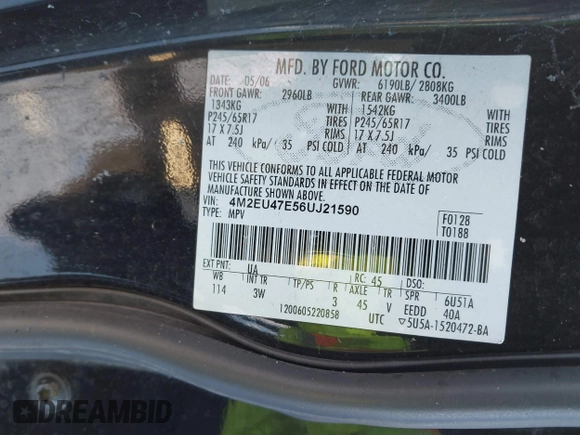 MFD. BY FORD MOTOR CO.
DATE: 05/06 GVWR: 6190LB/ 2808KG
FRONT GAWR: 2960LB REAR GAWR: 3400LB
1343KG WITH 1542KG WITH
P245/65R17 TIRES P245/65R17 TIRES
17 X 7.5J RIMS 17 X 7.5J RIMS
AT 240 kPa/ 35 PSI COLD AT 240 kPa/ 35 PSI COLD
THIS VEHICLE CONFORMS TO ALL APPLICABLE FEDERAL MOTOR
VEHICLE SAFETY STANDARDS IN EFFECT ON THE DATE OF
MANUFACTURE SHOWN ABOVE.
VIN: 4M2EU47E56UJ21590 F0128
TYPE: MPV T0188
EXT PNT: UA RC: 45 DSO:
WB INT TR TP/PS R AXLE TR SPR 6U51A
114 3W 3 45 V EEDD 40A
1200605220858 UTC ▽5U5A-1520472-BA
DREAMBID